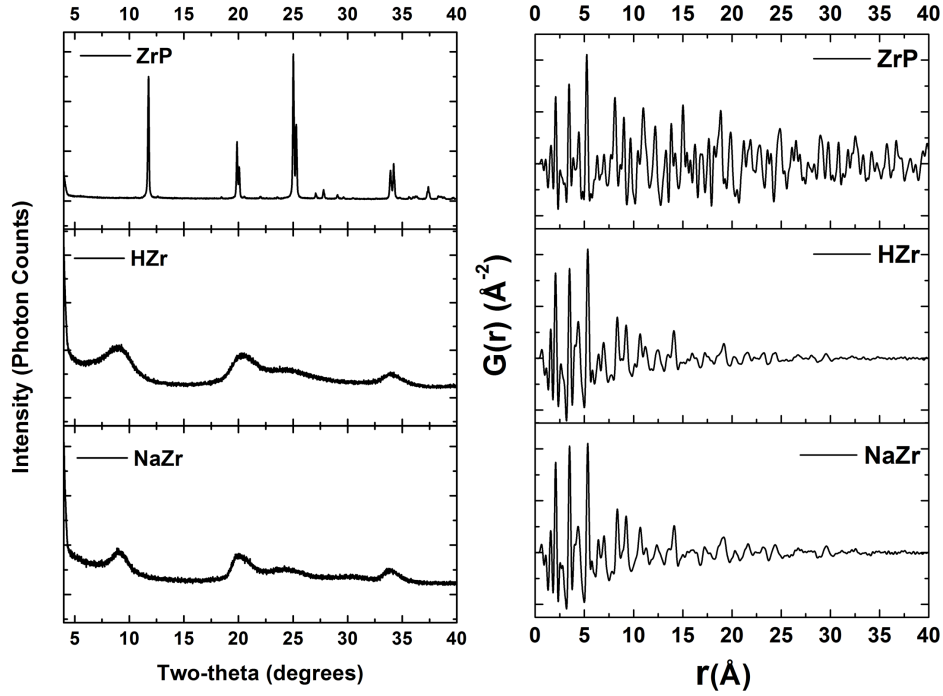 5 10 15 20 25 30 35 40
0 5 10 15 20 25 30 35 40
ZrP
HZr
NaZr
Intensity (Photon Counts)
5 10 15 20 25 30 35 40
Two-theta (degrees)
ZrP
HZr
NaZr
G(r) (Å⁻²)
0 5 10 15 20 25 30 35 40
r(Å)